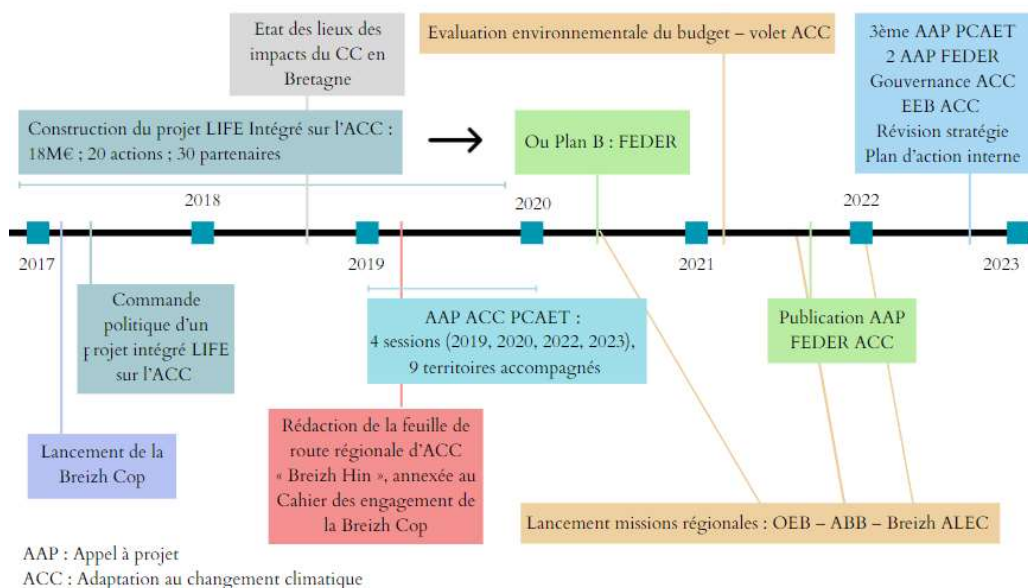 Etat des lieux des
impacts du CC en
Bretagne
Evaluation environnementale du budget – volet ACC
3ème AAP PCAET
2 AAP FEDER
Gouvernance ACC
EEB ACC
Révision stratégie
Plan d'action interne
Construction du projet LIFE Intégré sur l'ACC :
18M€ ; 20 actions ; 30 partenaires
Ou Plan B : FEDER
2018
2020
2022
2017
2019
2021
2023
Commande
politique d'un
projet intégré LIFE
sur l'ACC
AAP ACC PCAET :
4 sessions (2019, 2020, 2022, 2023),
9 territoires accompagnés
Publication AAP
FEDER ACC
Lancement de la
Breizh Cop
Rédaction de la feuille de
route régionale d'ACC
« Breizh Hin », annexée au
Cahier des engagement de
la Breizh Cop
Lancement missions régionales : OEB – ABB – Breizh ALEC
AAP : Appel à projet
ACC : Adaptation au changement climatique